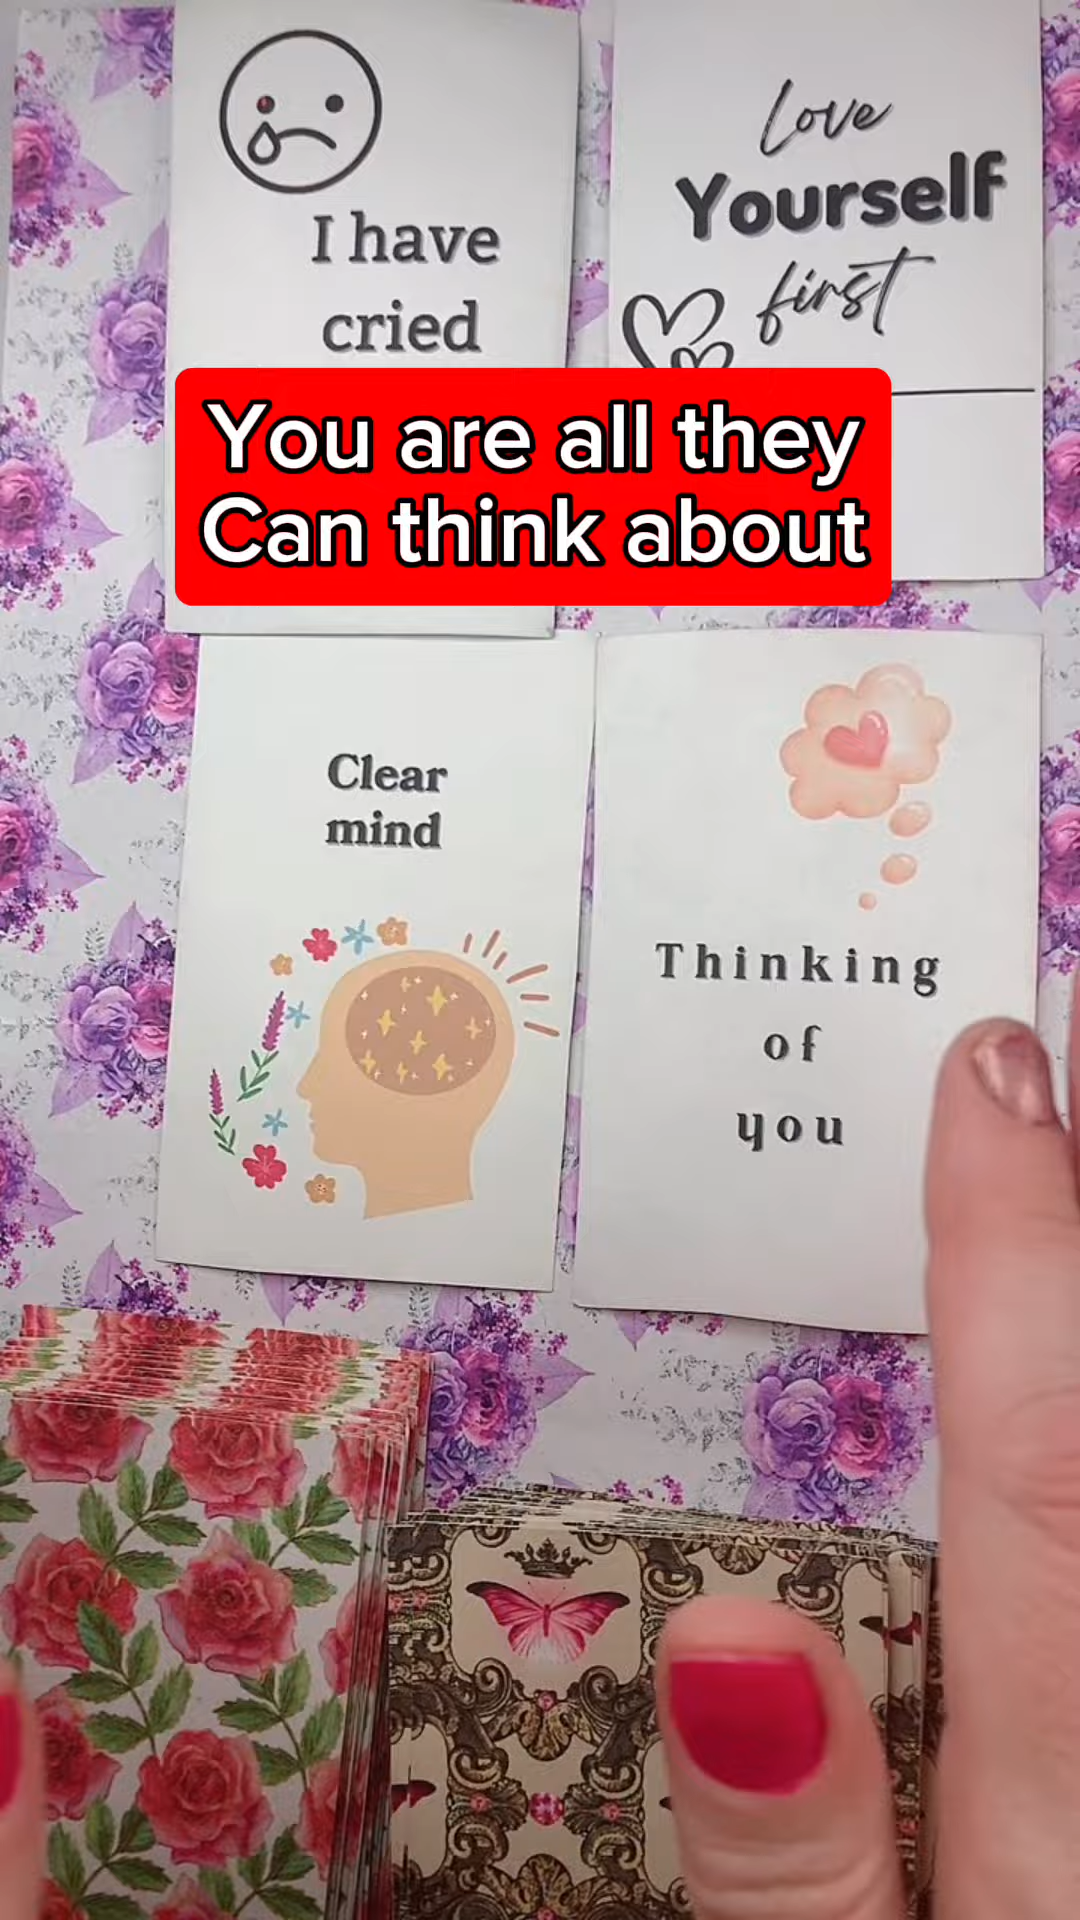 I have
cried
Love
Yourself
first
You are all they
Can think about
Clear
mind
Thinking
of
you